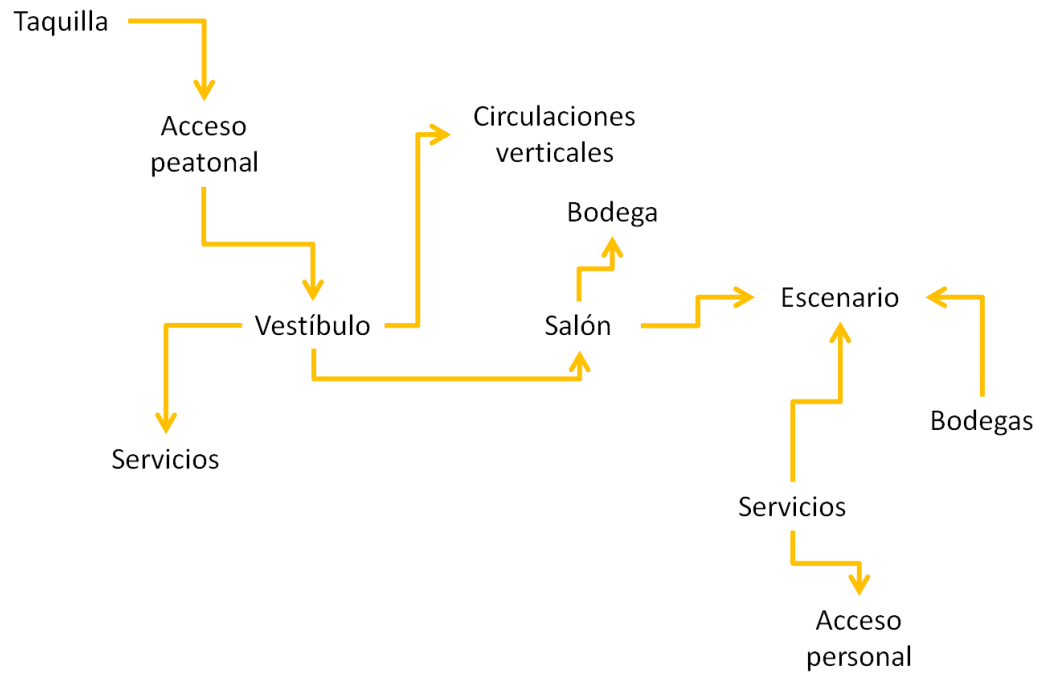 Taquilla
Acceso
peatonal
Circulaciones
verticales
Bodega
Escenario
Vestíbulo
Salón
Bodegas
Servicios
Servicios
Acceso
personal